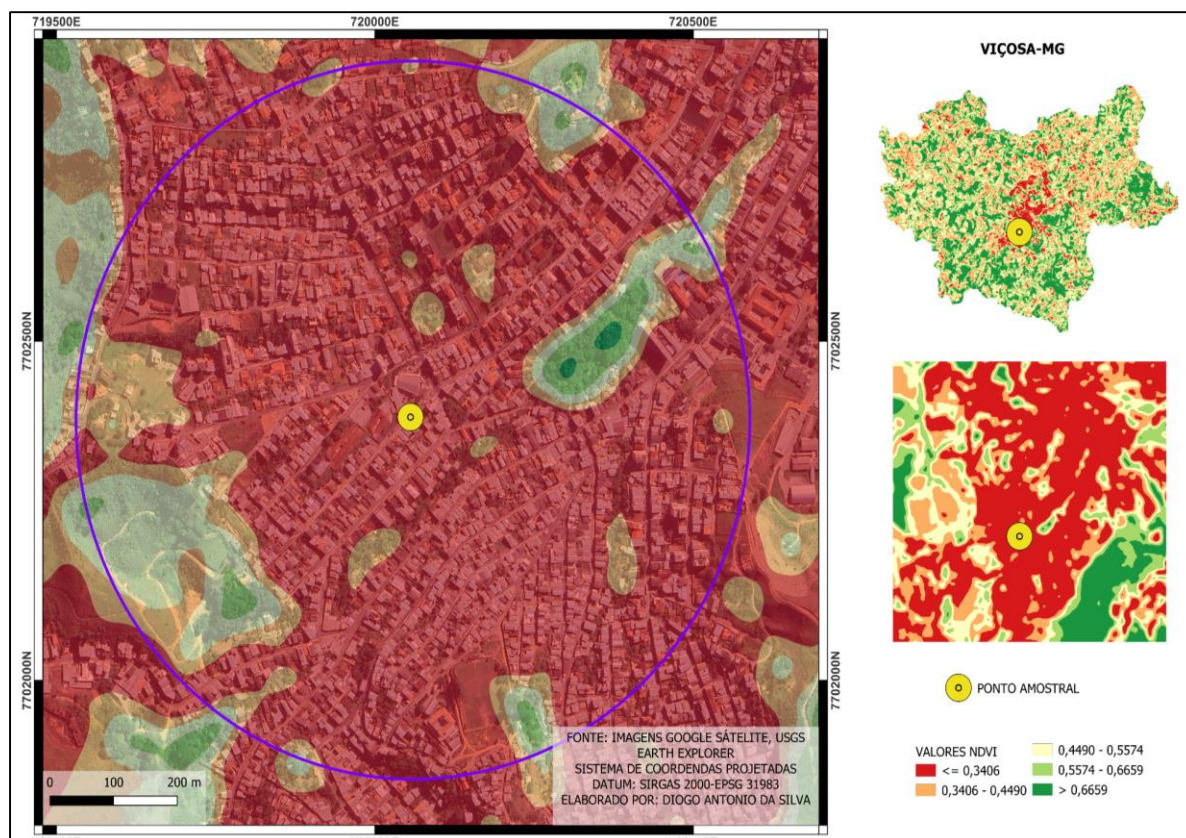 719500E
720000E
720500E
7702500N
7702000N
7702500N
7702000N
0 100 200 m
FONTE: IMAGENS GOOGLE SÁTELITE, USGS
EARTH EXPLORER
SISTEMA DE COORDENDAS PROJETADAS
DATUM: SIRGAS 2000-EPSG 31983
ELABORADO POR: DIOGO ANTONIO DA SILVA
VIÇOSA-MG
PONTO AMOSTRAL
VALORES NDVI
<= 0,3406
0,3406 - 0,4490
0,4490 - 0,5574
0,5574 - 0,6659
> 0,6659